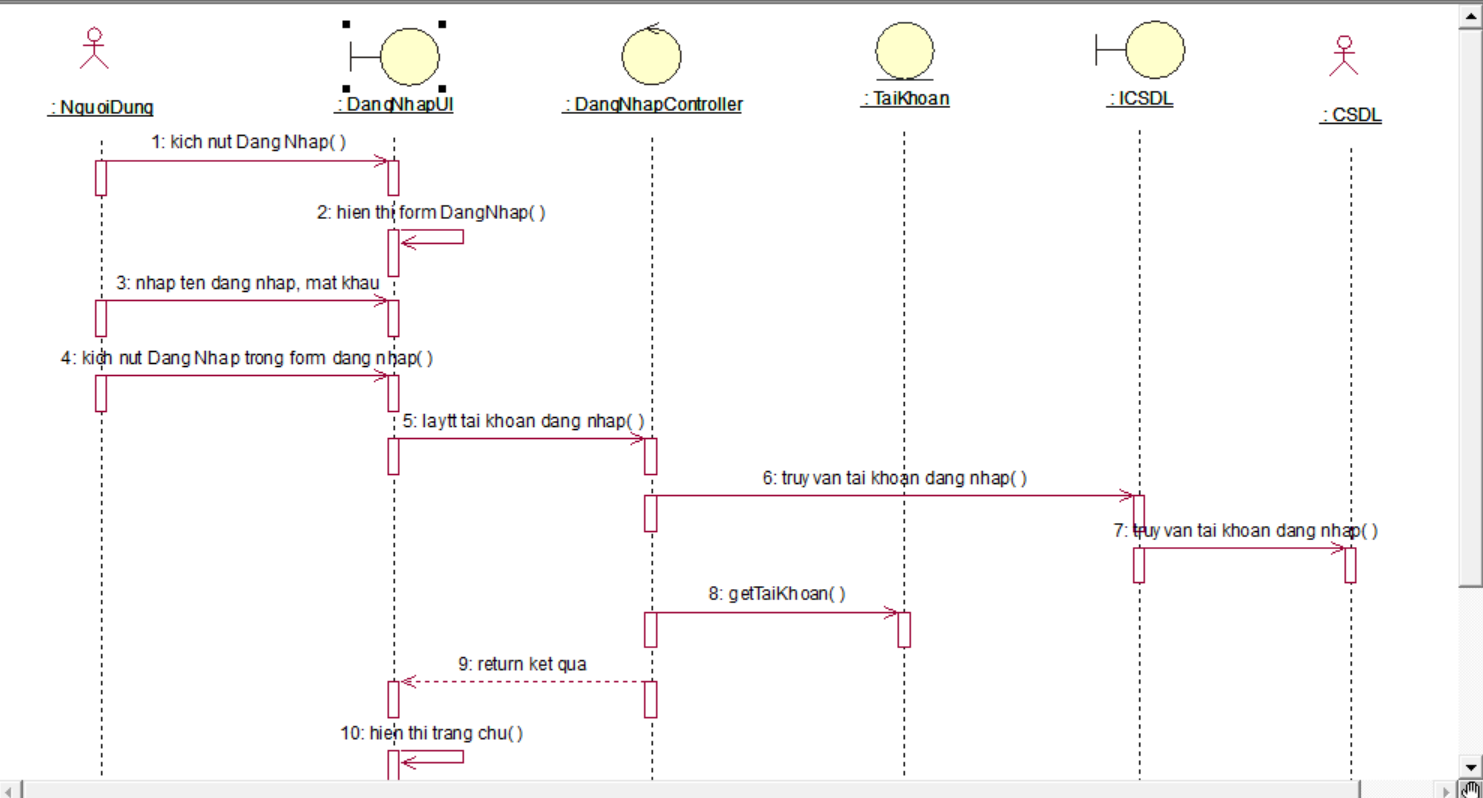 : NguoiDung
: DangNhapUI
: DangNhapController
: TaiKhoan
: ICSDL
: CSDL
1: kich nut Dang Nhap( )
2: hien thi form DangNhap( )
3: nhap ten dang nhap, mat khau
4: kich nut Dang Nhap trong form dang nhap( )
5: laytt tai khoan dang nhap( )
6: truy van tai khoan dang nhap( )
7: truy van tai khoan dang nhap( )
8: getTaiKhoan( )
9: return ket qua
10: hien thi trang chu( )